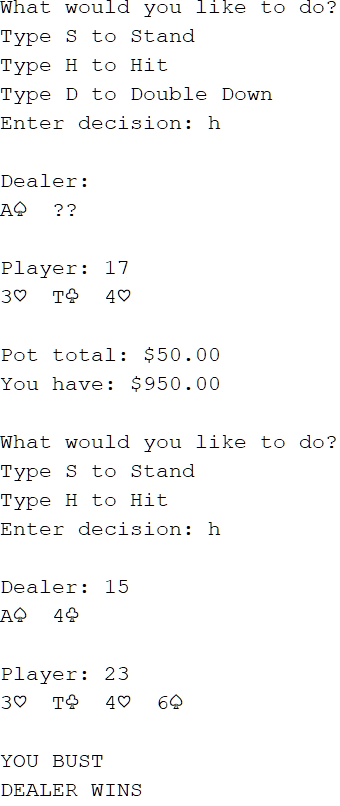 What would you like to do?
Type S to Stand
Type H to Hit
Type D to Double Down
Enter decision: h
Dealer:
A♤ ??
Player: 17
3♡ T♧ 4♡
Pot total: $50.00
You have: $950.00
What would you like to do?
Type S to Stand
Type H to Hit
Enter decision: h
Dealer: 15
A♤ 4♧
Player: 23
3♡ T♧ 4♡ 6♤
YOU BUST
DEALER WINS